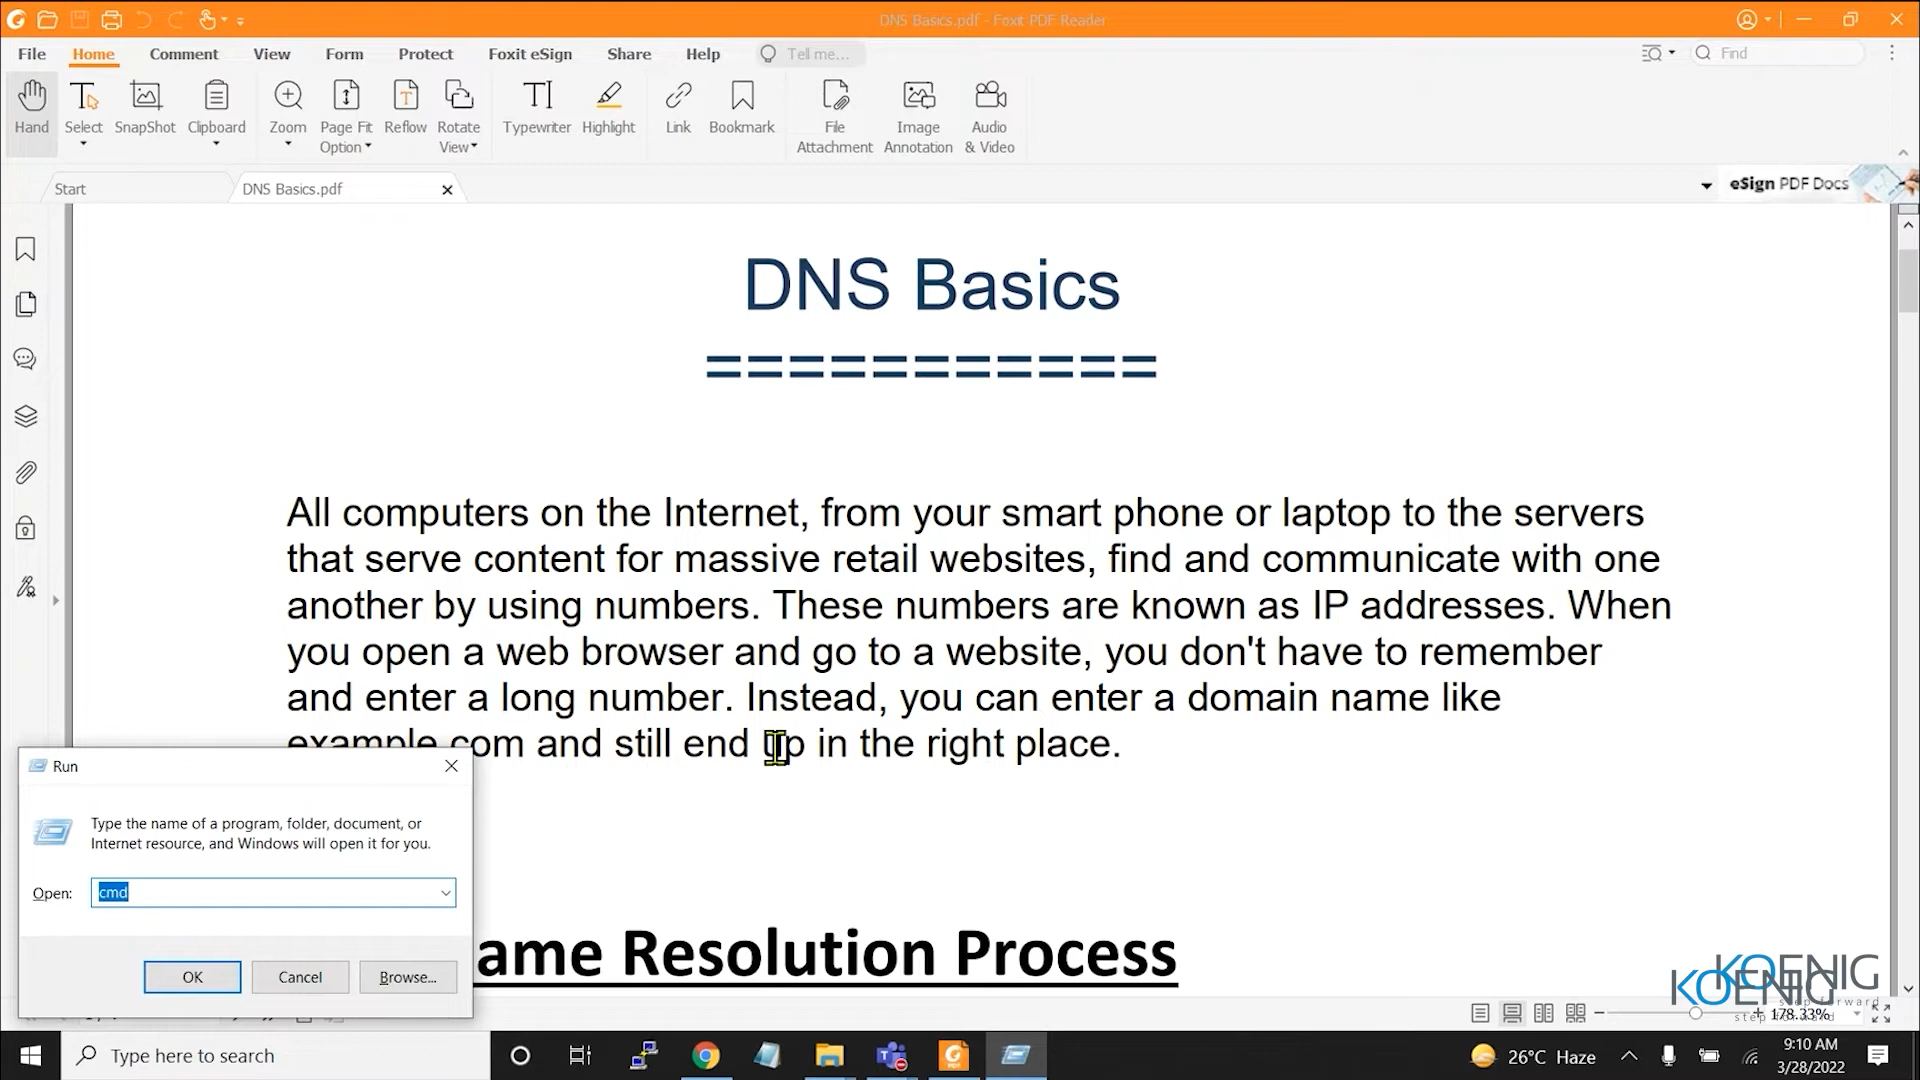 DNS Basics.pdf - Foxit PDF Reader
File Home Comment View Form Protect Foxit eSign Share Help Tell me... Find
Hand Select SnapShot Clipboard Zoom Page Fit Option Reflow Rotate View Typewriter Highlight Link Bookmark File Attachment Image Annotation Audio & Video
Start DNS Basics.pdf eSign PDF Docs
DNS Basics
===========
All computers on the Internet, from your smart phone or laptop to the servers
that serve content for massive retail websites, find and communicate with one
another by using numbers. These numbers are known as IP addresses. When
you open a web browser and go to a website, you don't have to remember
and enter a long number. Instead, you can enter a domain name like
example.com and still end up in the right place.
Run
Type the name of a program, folder, document, or
Internet resource, and Windows will open it for you.
Open: cmd
OK Cancel Browse...
ame Resolution Process
KOENIG
step forward
KOENIG
step forward
178.33%
Type here to search
26°C Haze
9:10 AM
3/28/2022